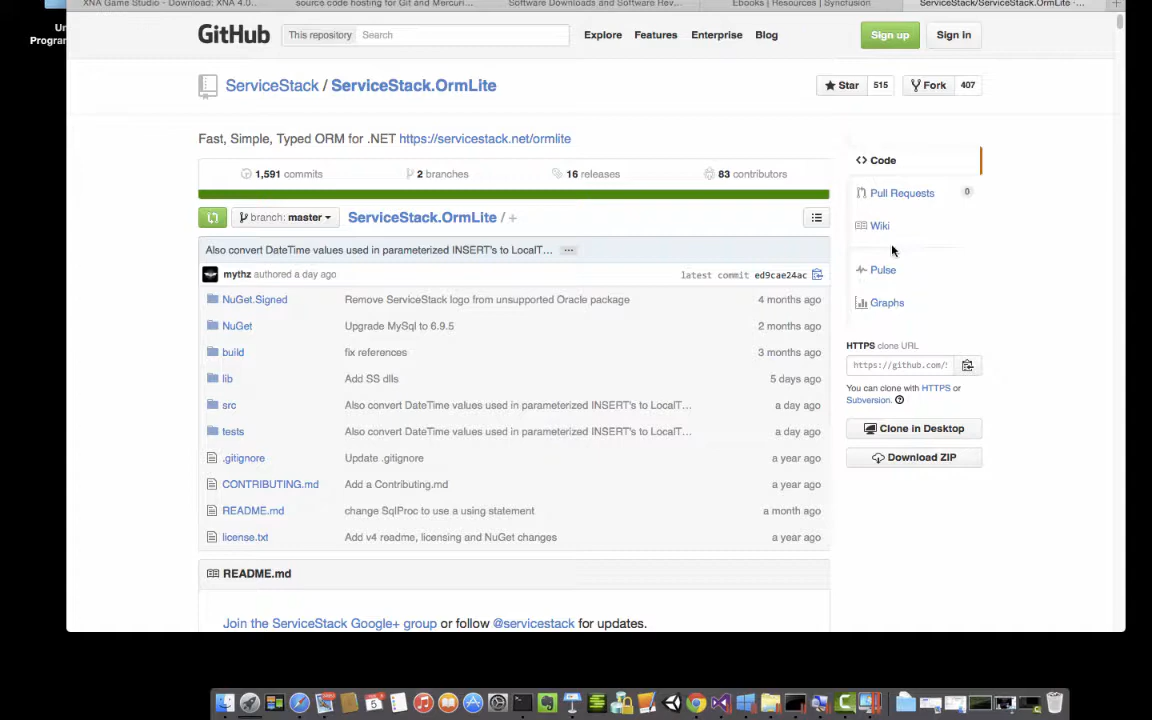 XNA Game Studio - Download: XNA 4.0...
source code hosting for Git and Mercuri...
Software Downloads and Software Rev...
Ebooks | Resources | Syncfusion
ServiceStack/ServiceStack.OrmLite · ...
Un
Program
GitHub
This repository
Search
Explore
Features
Enterprise
Blog
Sign up
Sign in
ServiceStack / ServiceStack.OrmLite
Star 515
Fork 407
Fast, Simple, Typed ORM for .NET https://servicestack.net/ormlite
1,591 commits
2 branches
16 releases
83 contributors
branch: master
ServiceStack.OrmLite / +
Also convert DateTime values used in parameterized INSERT's to LocalT... ...
mythz authored a day ago
latest commit ed9cae24ac
NuGet.Signed Remove ServiceStack logo from unsupported Oracle package 4 months ago
NuGet Upgrade MySql to 6.9.5 2 months ago
build fix references 3 months ago
lib Add SS dlls 5 days ago
src Also convert DateTime values used in parameterized INSERT's to LocalT... a day ago
tests Also convert DateTime values used in parameterized INSERT's to LocalT... a day ago
.gitignore Update .gitignore a year ago
CONTRIBUTING.md Add a Contributing.md a year ago
README.md change SqlProc to use a using statement a month ago
license.txt Add v4 readme, licensing and NuGet changes a year ago
README.md
Join the ServiceStack Google+ group or follow @servicestack for updates.
Code
Pull Requests 0
Wiki
Pulse
Graphs
HTTPS clone URL
https://github.com/
You can clone with HTTPS or
Subversion.
Clone in Desktop
Download ZIP
5